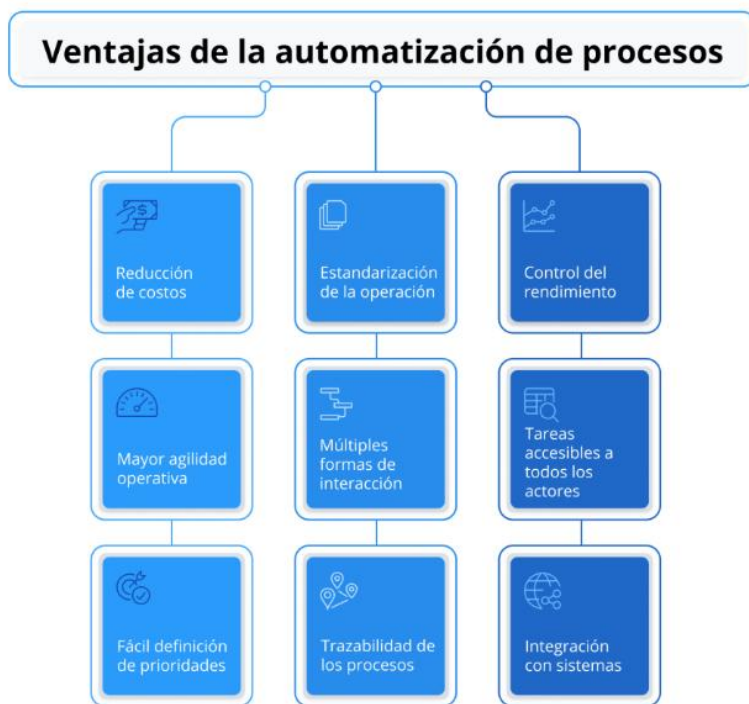 Ventajas de la automatización de procesos
$
Reducción
de costos
Estandarización
de la operación
Control del
rendimiento
Mayor agilidad
operativa
Múltiples
formas de
interacción
Tareas
accesibles a
todos los
actores
Fácil definición
de prioridades
Trazabilidad de
los procesos
Integración
con sistemas